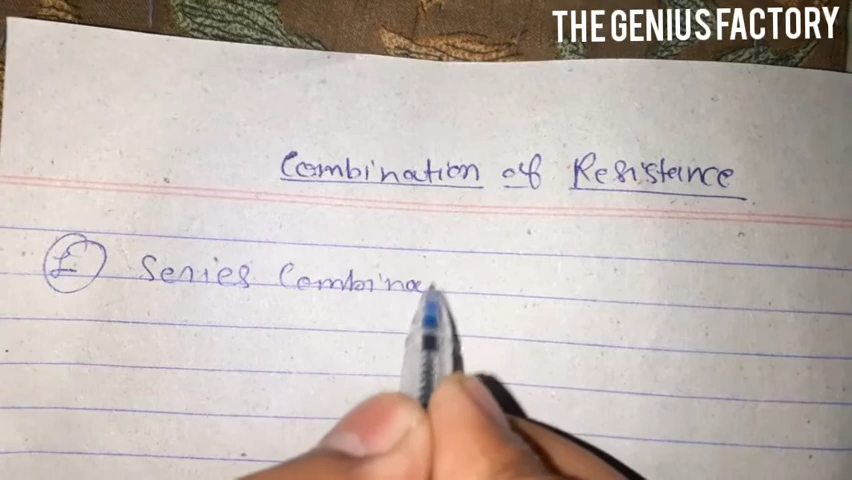 THE GENIUS FACTORY
Combination of Resistance
I Series Combina